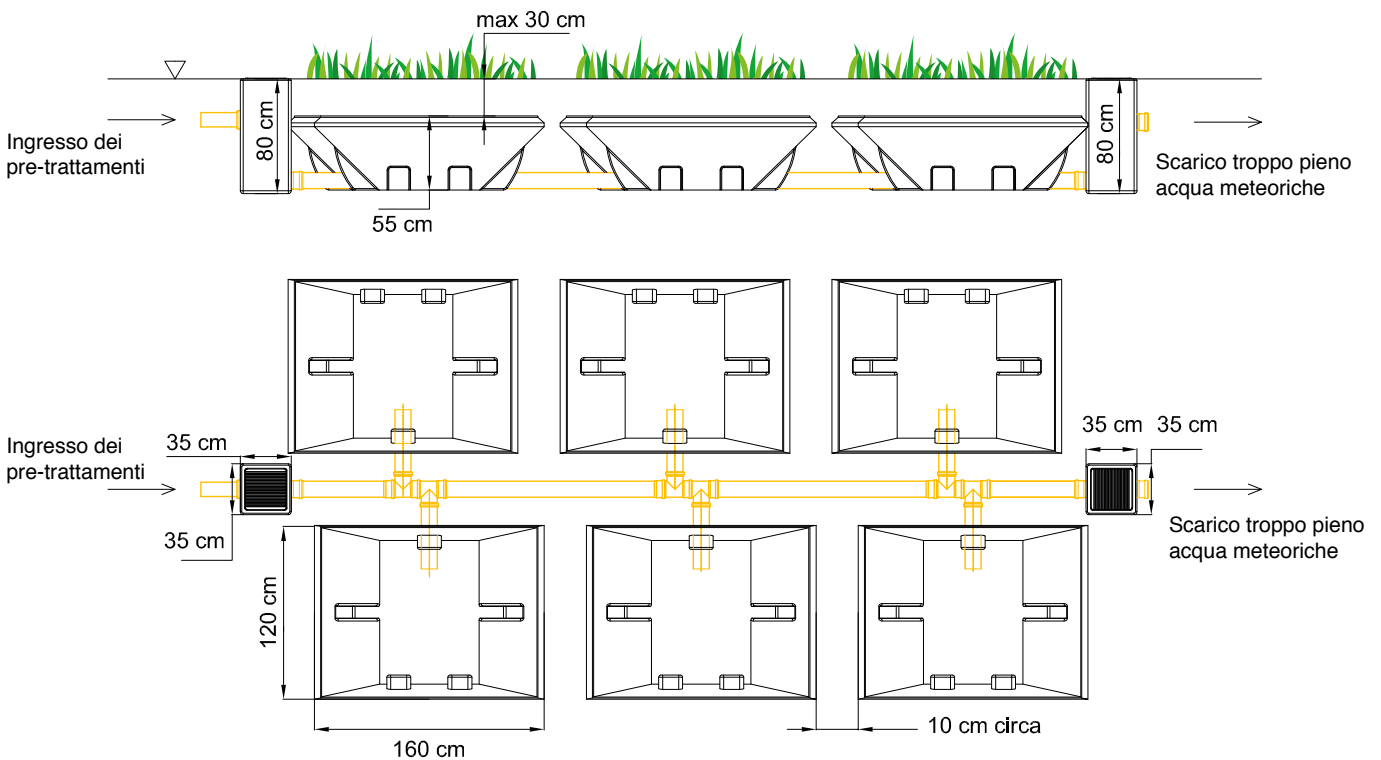 max 30 cm
80 cm
80 cm
Ingresso dei
pre-trattamenti
Scarico troppo pieno
acqua meteoriche
55 cm
Ingresso dei
pre-trattamenti
35 cm
35 cm
35 cm
35 cm
Scarico troppo pieno
acqua meteoriche
120 cm
10 cm circa
160 cm